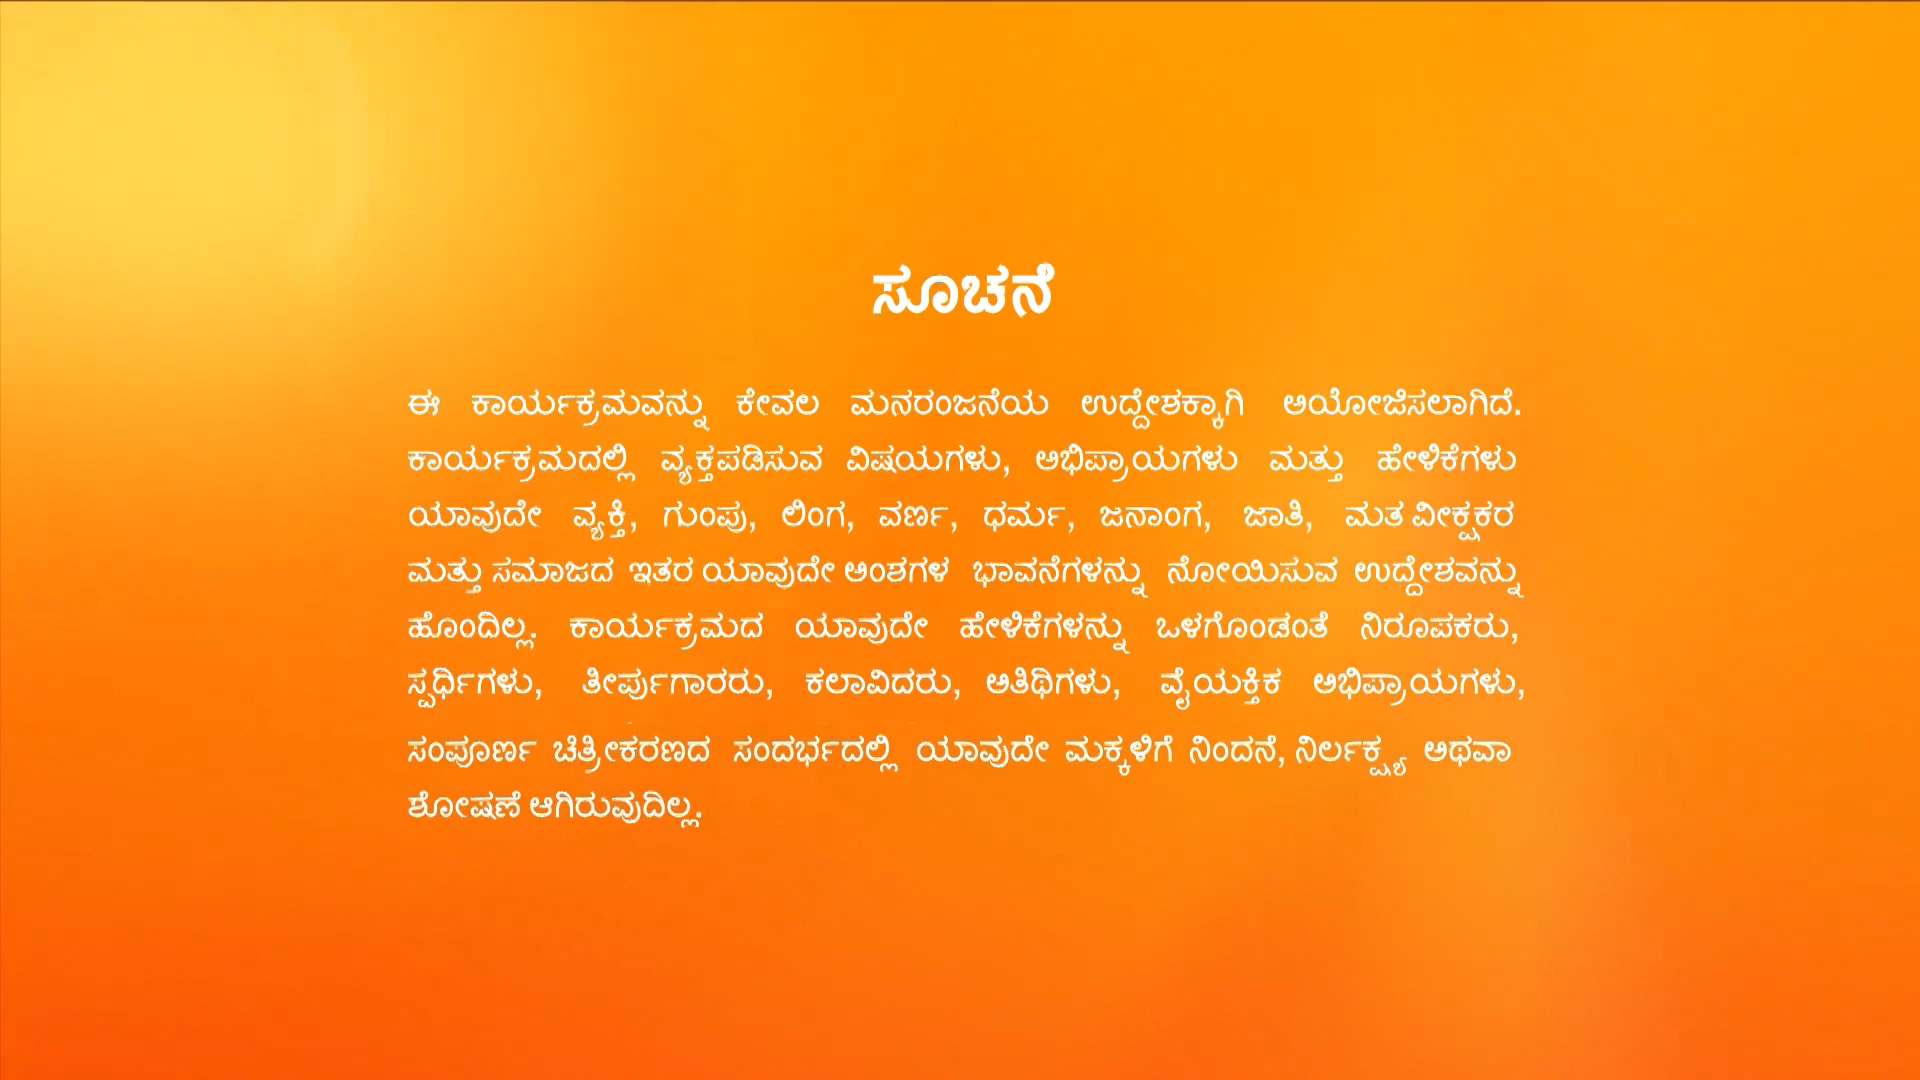 ಸೂಚನೆ
ಈ ಕಾರ್ಯಕ್ರಮವನ್ನು ಕೇವಲ ಮನರಂಜನೆಯ ಉದ್ದೇಶಕ್ಕಾಗಿ ಅಯೋಜಿಸಲಾಗಿದೆ.
ಕಾರ್ಯಕ್ರಮದಲ್ಲಿ ವ್ಯಕ್ತಪಡಿಸುವ ವಿಷಯಗಳು, ಅಭಿಪ್ರಾಯಗಳು ಮತ್ತು ಹೇಳಿಕೆಗಳು
ಯಾವುದೇ ವ್ಯಕ್ತಿ, ಗುಂಪು, ಲಿಂಗ, ವರ್ಣ, ಧರ್ಮ, ಜನಾಂಗ, ಜಾತಿ, ಮತ ವೀಕ್ಷಕರ
ಮತ್ತು ಸಮಾಜದ ಇತರ ಯಾವುದೇ ಅಂಶಗಳ ಭಾವನೆಗಳನ್ನು ನೋಯಿಸುವ ಉದ್ದೇಶವನ್ನು
ಹೊಂದಿಲ್ಲ. ಕಾರ್ಯಕ್ರಮದ ಯಾವುದೇ ಹೇಳಿಕೆಗಳನ್ನು ಒಳಗೊಂಡಂತೆ ನಿರೂಪಕರು,
ಸ್ಪರ್ಧಿಗಳು, ತೀರ್ಪುಗಾರರು, ಕಲಾವಿದರು, ಅತಿಥಿಗಳು, ವೈಯಕ್ತಿಕ ಅಭಿಪ್ರಾಯಗಳು,
ಸಂಪೂರ್ಣ ಚಿತ್ರೀಕರಣದ ಸಂದರ್ಭದಲ್ಲಿ ಯಾವುದೇ ಮಕ್ಕಳಿಗೆ ನಿಂದನೆ, ನಿರ್ಲಕ್ಷ್ಯ ಅಥವಾ
ಶೋಷಣೆ ಆಗಿರುವುದಿಲ್ಲ.